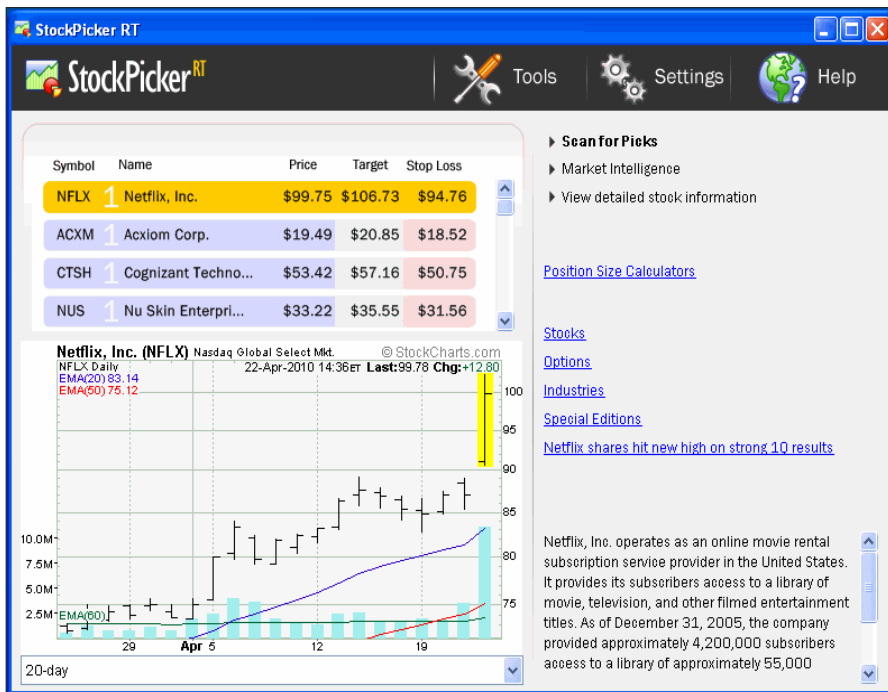 StockPicker RT
StockPicker RT
Tools
Settings
Help
Symbol Name Price Target Stop Loss
NFLX 1 Netflix, Inc. $99.75 $106.73 $94.76
ACXM 1 Acxiom Corp. $19.49 $20.85 $18.52
CTSH 1 Cognizant Techno... $53.42 $57.16 $50.75
NUS 1 Nu Skin Enterpri... $33.22 $35.55 $31.56
Scan for Picks
Market Intelligence
View detailed stock information
Position Size Calculators
Stocks
Options
Industries
Special Editions
Netflix shares hit new high on strong 1Q results
Netflix, Inc. (NFLX) Nasdaq Global Select Mkt. © StockCharts.com
NFLX Daily 22-Apr-2010 14:36ET Last:99.78 Chg:+12.80
EMA(20) 83.14
EMA(50) 75.12
100
95
90
85
80
75
10.0M
7.5M
5.0M
2.5M
EMA(60)
29 Apr 5 12 19
20-day
Netflix, Inc. operates as an online movie rental
subscription service provider in the United States.
It provides its subscribers access to a library of
movie, television, and other filmed entertainment
titles. As of December 31, 2005, the company
provided approximately 4,200,000 subscribers
access to a library of approximately 55,000